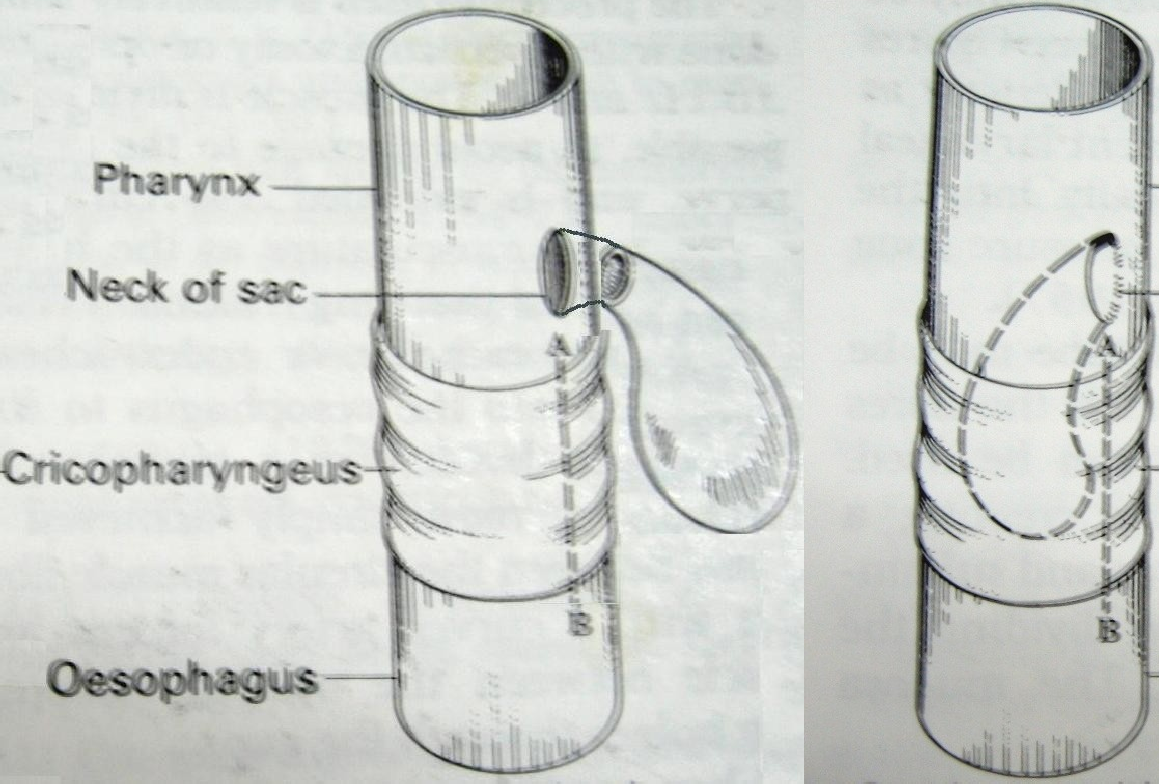 Pharynx
Neck of sac
A
A
Cricopharyngeus
B
B
Oesophagus